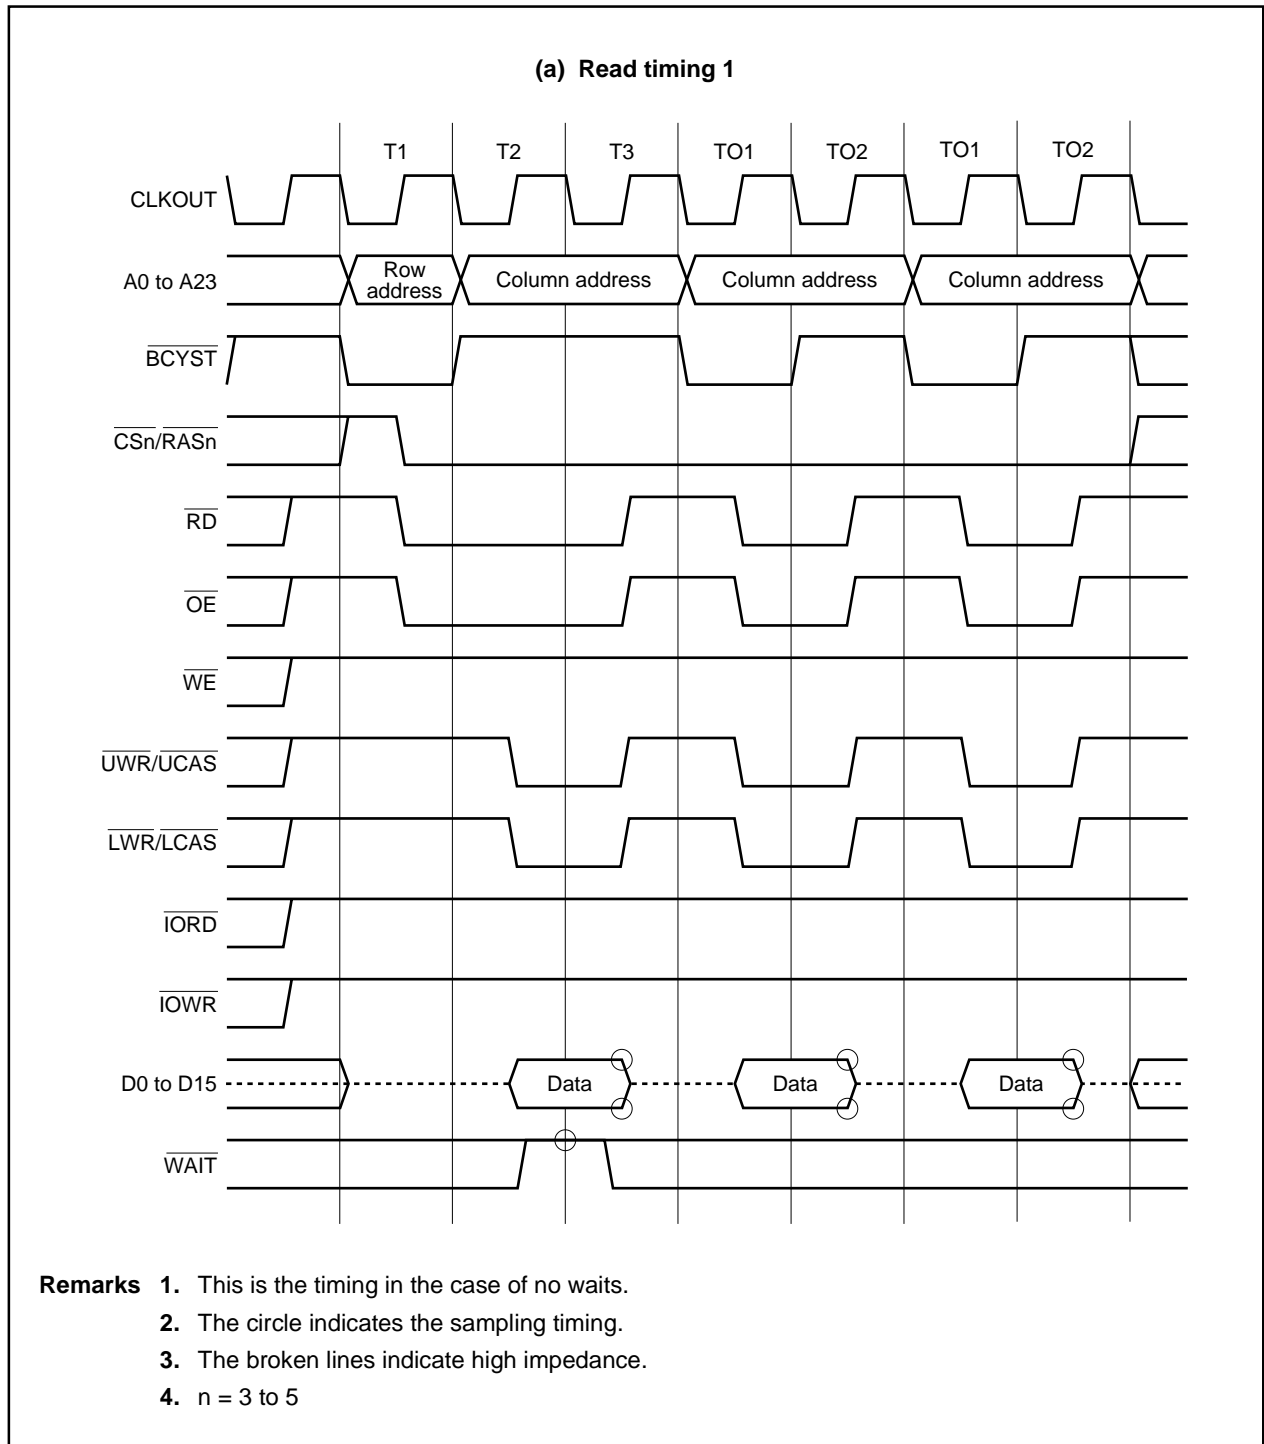 (a) Read timing 1
T1 T2 T3 TO1 TO2 TO1 TO2
CLKOUT
A0 to A23
Row address
Column address
Column address
Column address
BCYST
CSn/RASn
RD
OE
WE
UWR/UCAS
LWR/LCAS
IORD
IOWR
D0 to D15
Data
Data
Data
WAIT
Remarks 1. This is the timing in the case of no waits.
2. The circle indicates the sampling timing.
3. The broken lines indicate high impedance.
4. n = 3 to 5